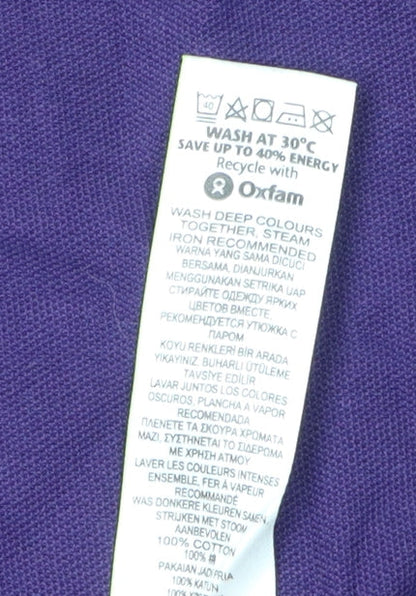 40
WASH AT 30°C
SAVE UP TO 40% ENERGY
Recycle with
Oxfam
WASH DEEP COLOURS
TOGETHER, STEAM
IRON RECOMMENDED
WARNA YANG SAMA DICUCI
BERSAMA, DIANJURKAN
MENGGUNAKAN SETRIKA UAP
СТИРАЙТЕ ОДЕЖДУ ЯРКИХ
ЦВЕТОВ ВМЕСТЕ,
РЕКОМЕНДУЕТСЯ УТЮЖКА С
ПАРОМ
KOYU RENKLERİ BİR ARADA
YIKAYINIZ. BUHARLI ÜTÜLEME
TAVSİYE EDİLİR
LAVAR JUNTOS LOS COLORES
OSCUROS, PLANCHA A VAPOR
RECOMENDADA
ΠΛΕΝΕΤΕ ΤΑ ΣΚΟΥΡΑ ΧΡΩΜΑΤΑ
ΜΑΖΙ, ΣΥΣΤΗΝΕΤΑΙ ΤΟ ΣΙΔΕΡΩΜΑ
ΜΕ ΧΡΗΣΗ ΑΤΜΟΥ
LAVER LES COULEURS INTENSES
ENSEMBLE, FER À VAPEUR
RECOMMANDÉ
WAS DONKERE KLEUREN SAMEN,
STRIJKEN MET STOOM
AANBEVOLEN
100% COTTON
100% 棉
PAKAIAN JADI PRIA
100% KATUN